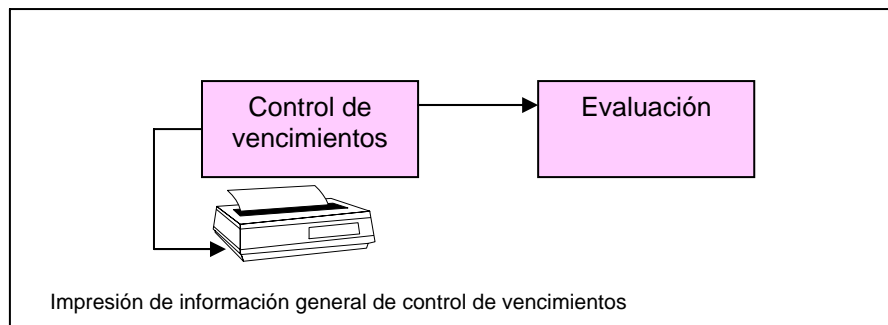 Control de
vencimientos
Evaluación
Impresión de información general de control de vencimientos